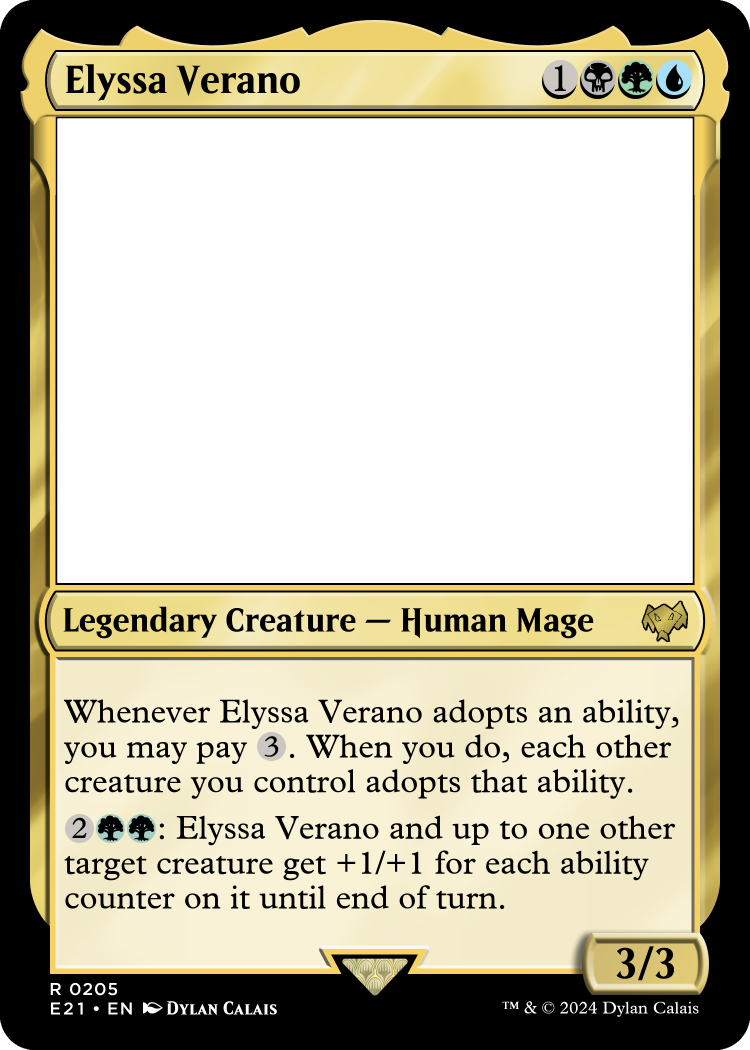 Elyssa Verano 1
Legendary Creature — Human Mage
Whenever Elyssa Verano adopts an ability,
you may pay 3. When you do, each other
creature you control adopts that ability.
2: Elyssa Verano and up to one other
target creature get +1/+1 for each ability
counter on it until end of turn.
3/3
R 0205
E21 • EN DYLAN CALAIS
™ & © 2024 Dylan Calais